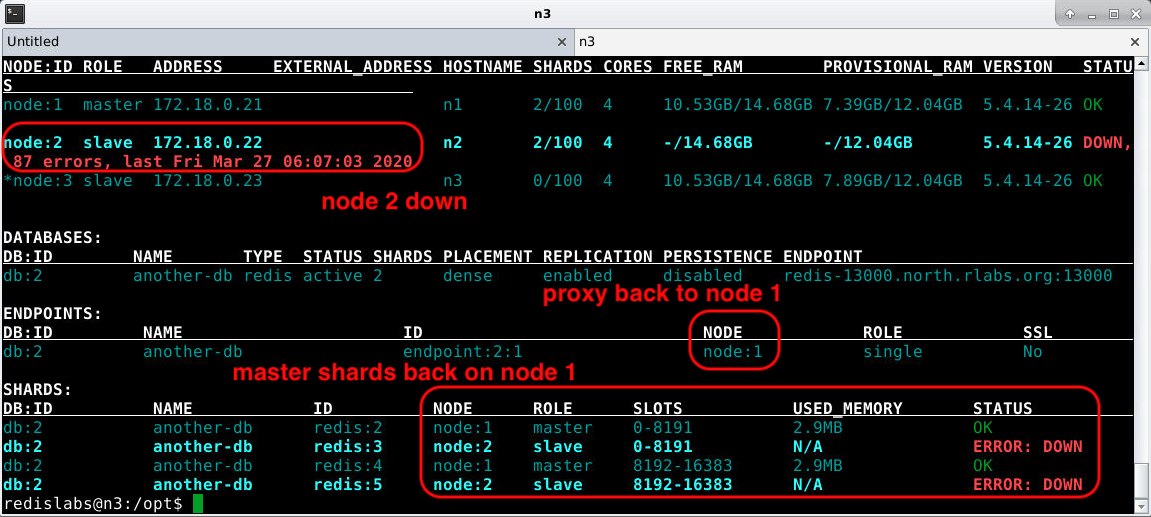 n3
Untitled n3
NODE:ID ROLE ADDRESS EXTERNAL_ADDRESS HOSTNAME SHARDS CORES FREE_RAM PROVISIONAL_RAM VERSION STATU
S
node:1 master 172.18.0.21 n1 2/100 4 10.53GB/14.68GB 7.39GB/12.04GB 5.4.14-26 OK
node:2 slave 172.18.0.22 n2 2/100 4 -/14.68GB -/12.04GB 5.4.14-26 DOWN,
87 errors, last Fri Mar 27 06:07:03 2020
*node:3 slave 172.18.0.23 n3 0/100 4 10.53GB/14.68GB 7.89GB/12.04GB 5.4.14-26 OK
node 2 down
DATABASES:
DB:ID NAME TYPE STATUS SHARDS PLACEMENT REPLICATION PERSISTENCE ENDPOINT
db:2 another-db redis active 2 dense enabled disabled redis-13000.north.rlabs.org:13000
proxy back to node 1
ENDPOINTS:
DB:ID NAME ID NODE ROLE SSL
db:2 another-db endpoint:2:1 node:1 single No
master shards back on node 1
SHARDS:
DB:ID NAME ID NODE ROLE SLOTS USED_MEMORY STATUS
db:2 another-db redis:2 node:1 master 0-8191 2.9MB OK
db:2 another-db redis:3 node:2 slave 0-8191 N/A ERROR: DOWN
db:2 another-db redis:4 node:1 master 8192-16383 2.9MB OK
db:2 another-db redis:5 node:2 slave 8192-16383 N/A ERROR: DOWN
redislabs@n3:/opt$